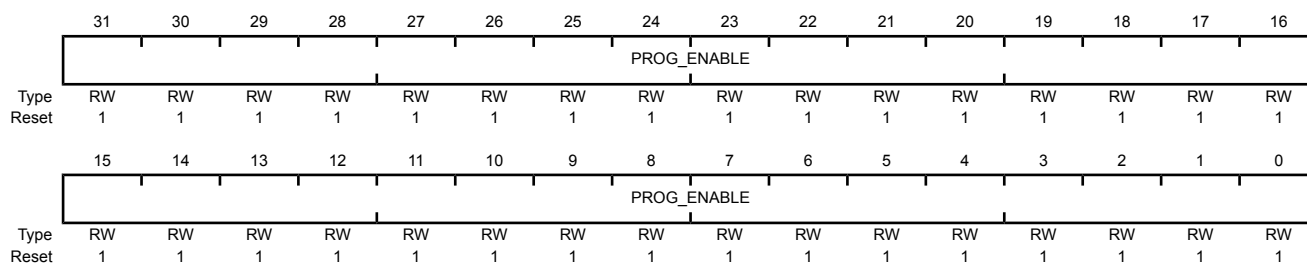 31 30 29 28 27 26 25 24 23 22 21 20 19 18 17 16
PROG_ENABLE
Type RW RW RW RW RW RW RW RW RW RW RW RW RW RW RW RW
Reset 1 1 1 1 1 1 1 1 1 1 1 1 1 1 1 1
15 14 13 12 11 10 9 8 7 6 5 4 3 2 1 0
PROG_ENABLE
Type RW RW RW RW RW RW RW RW RW RW RW RW RW RW RW RW
Reset 1 1 1 1 1 1 1 1 1 1 1 1 1 1 1 1